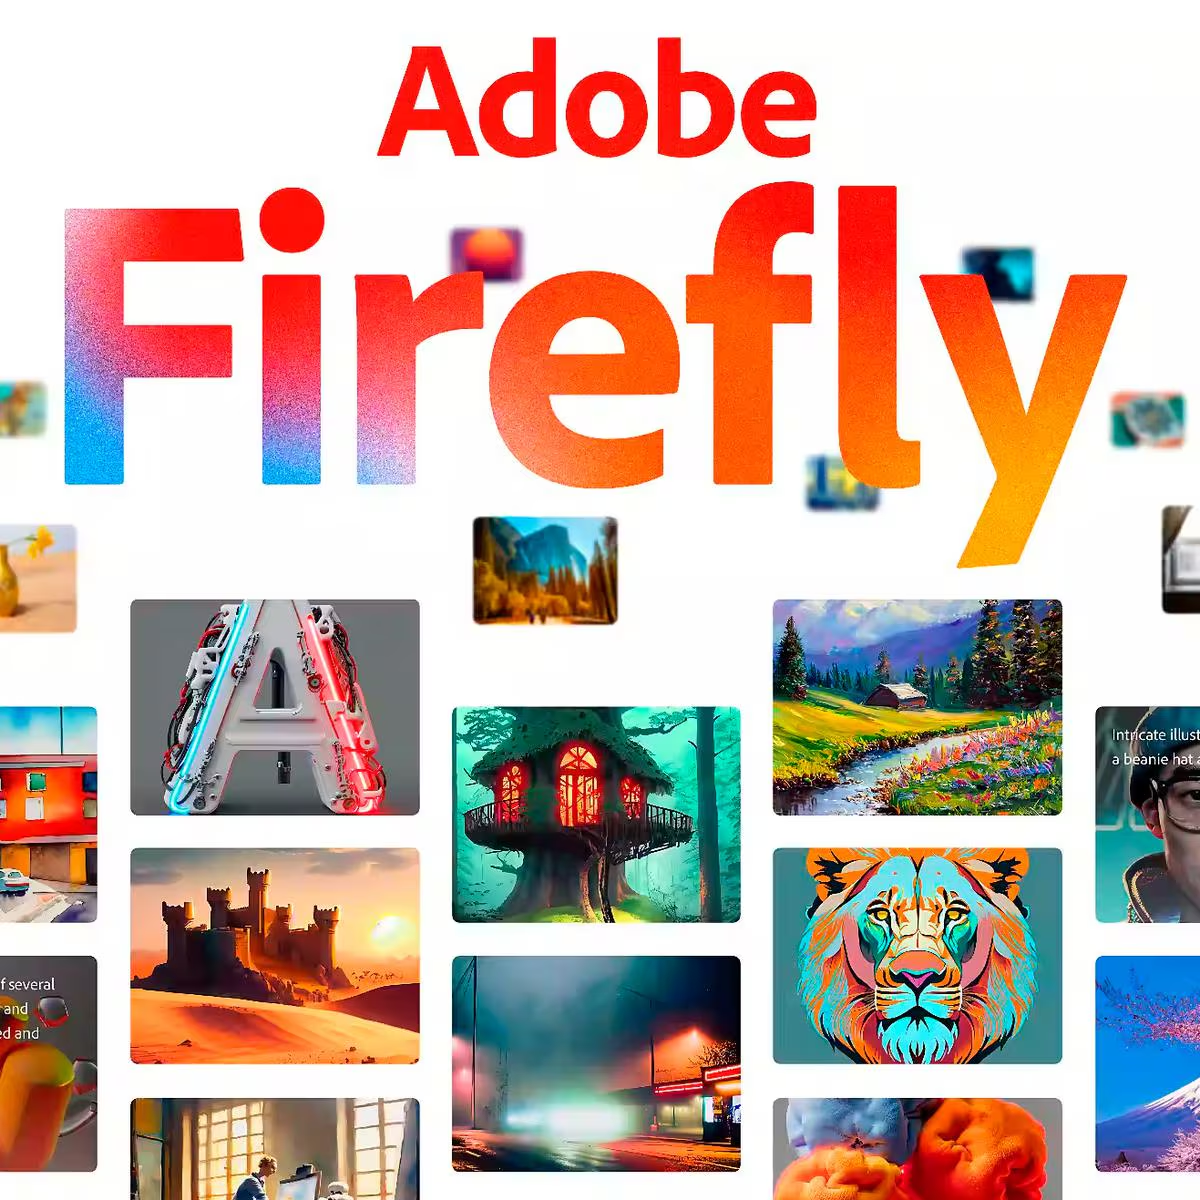 Adobe
Firefly
A
Intricate illust
a beanie hat a
f several
and
ed and